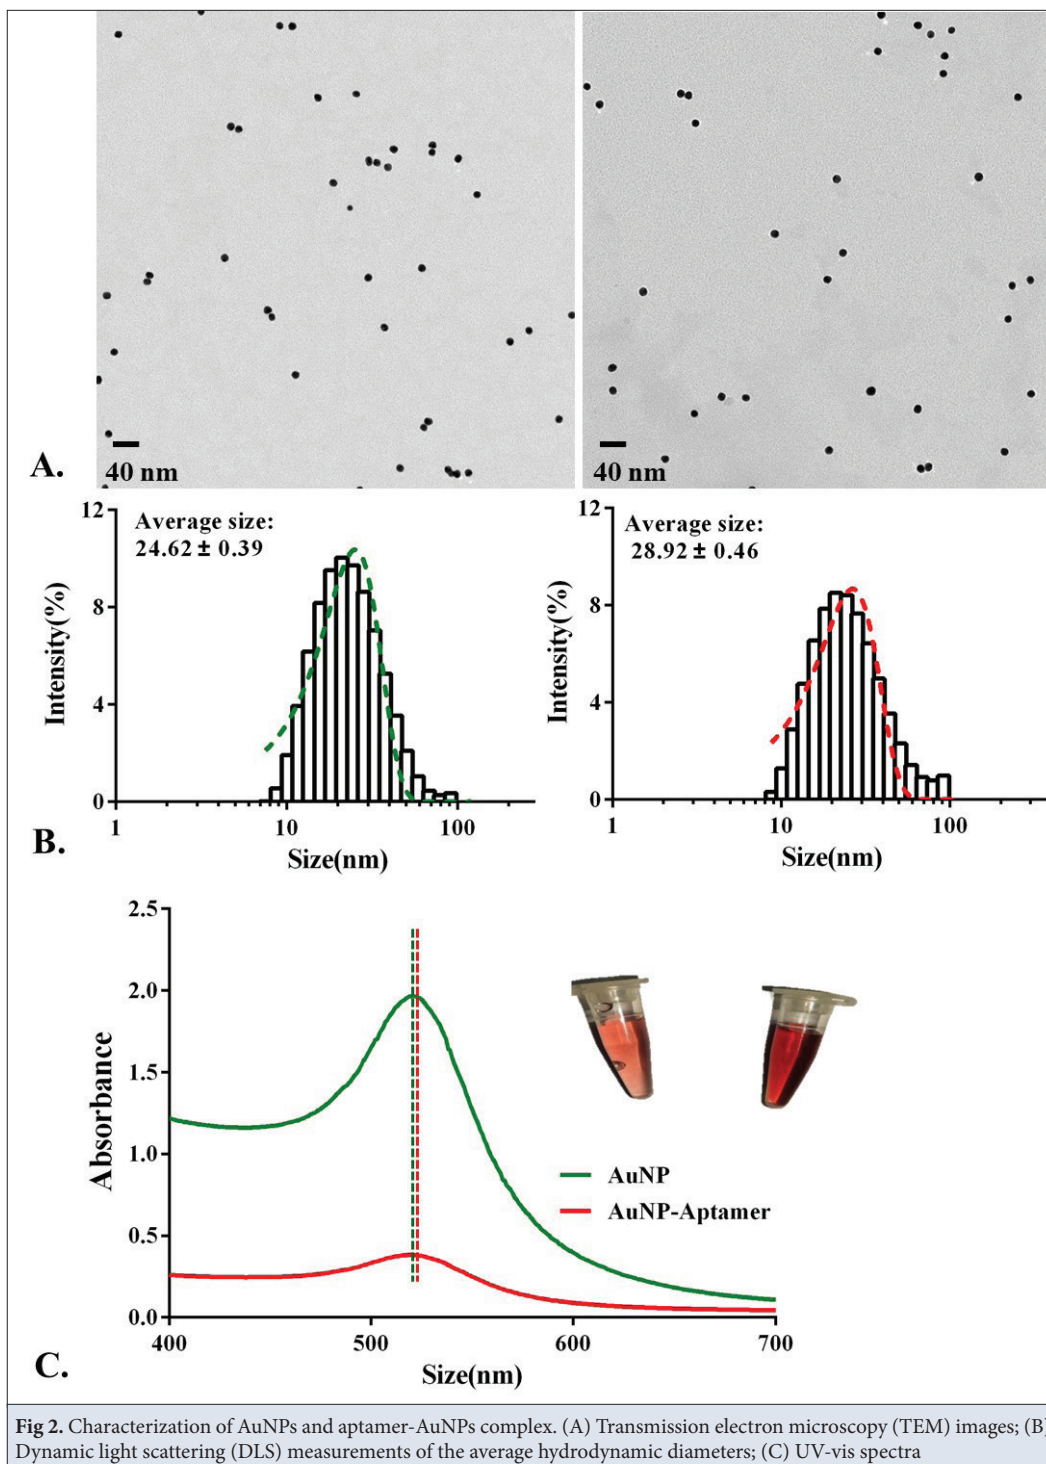 40 nm
40 nm
A.
12
8
4
0
Intensity(%)
Average size:
24.62 ± 0.39
1
10
100
Size(nm)
12
8
4
0
Intensity(%)
Average size:
28.92 ± 0.46
1
10
100
Size(nm)
B.
2.5
2.0
1.5
1.0
0.5
0.0
Absorbance
AuNP
AuNP-Aptamer
400
500
600
700
Size(nm)
C.
Fig 2. Characterization of AuNPs and aptamer-AuNPs complex. (A) Transmission electron microscopy (TEM) images; (B)
Dynamic light scattering (DLS) measurements of the average hydrodynamic diameters; (C) UV-vis spectra